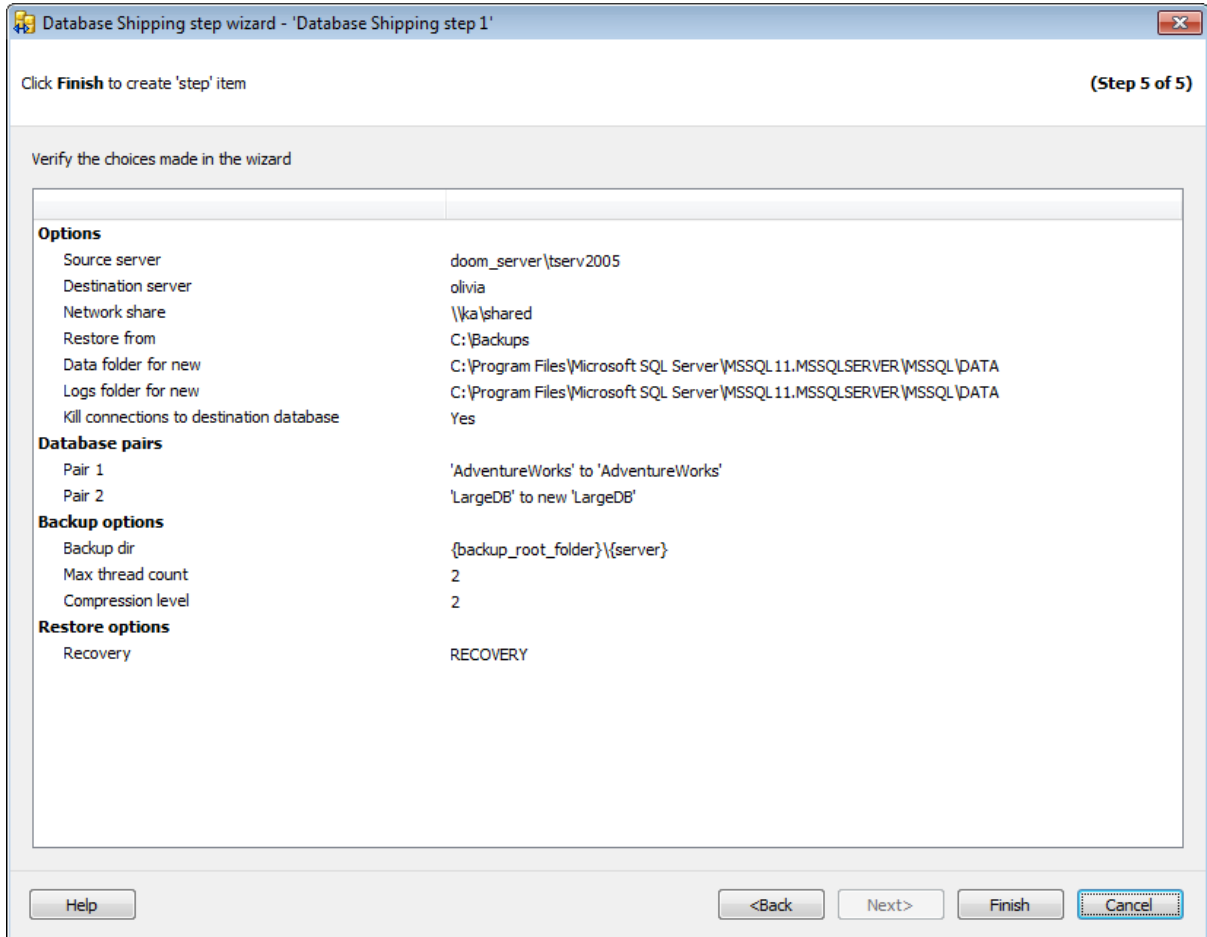 Database Shipping step wizard - 'Database Shipping step 1'
Click Finish to create 'step' item (Step 5 of 5)
Verify the choices made in the wizard
Options
Source server doom_server\tserv2005
Destination server olivia
Network share \\ka\shared
Restore from C:\Backups
Data folder for new C:\Program Files\Microsoft SQL Server\MSSQL11.MSSQLSERVER\MSSQL\DATA
Logs folder for new C:\Program Files\Microsoft SQL Server\MSSQL11.MSSQLSERVER\MSSQL\DATA
Kill connections to destination database Yes
Database pairs
Pair 1 'AdventureWorks' to 'AdventureWorks'
Pair 2 'LargeDB' to new 'LargeDB'
Backup options
Backup dir {backup_root_folder}\{server}
Max thread count 2
Compression level 2
Restore options
Recovery RECOVERY
Help <Back Next> Finish Cancel